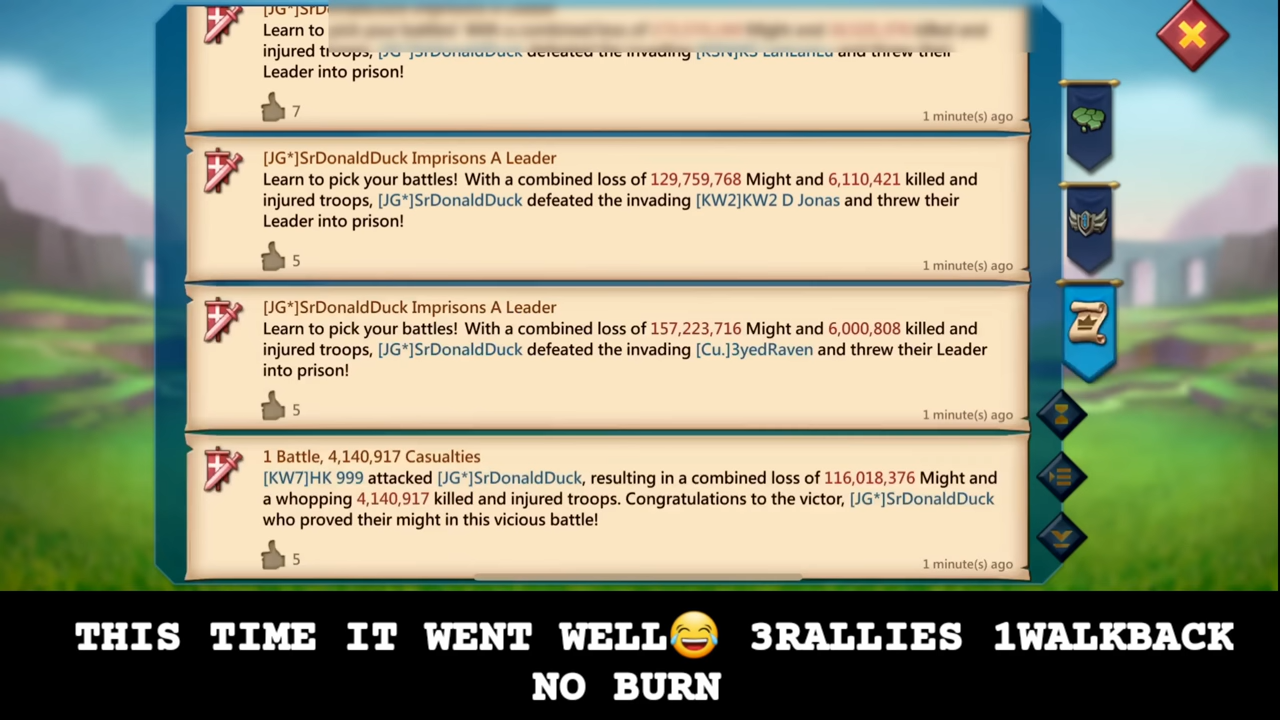 [JG*]SrD
Learn to
injured troops, [JG*]SrDonaldDuck defeated the invading and threw their
Leader into prison!
7
1 minute(s) ago
[JG*]SrDonaldDuck Imprisons A Leader
Learn to pick your battles! With a combined loss of 129,759,768 Might and 6,110,421 killed and
injured troops, [JG*]SrDonaldDuck defeated the invading [KW2]KW2 D Jonas and threw their
Leader into prison!
5
1 minute(s) ago
[JG*]SrDonaldDuck Imprisons A Leader
Learn to pick your battles! With a combined loss of 157,223,716 Might and 6,000,808 killed and
injured troops, [JG*]SrDonaldDuck defeated the invading [Cu.]3yedRaven and threw their Leader
into prison!
5
1 minute(s) ago
1 Battle, 4,140,917 Casualties
[KW7]HK 999 attacked [JG*]SrDonaldDuck, resulting in a combined loss of 116,018,376 Might and
a whopping 4,140,917 killed and injured troops. Congratulations to the victor, [JG*]SrDonaldDuck
who proved their might in this vicious battle!
5
1 minute(s) ago
THIS TIME IT WENT WELL😂 3RALLIES 1WALKBACK
NO BURN